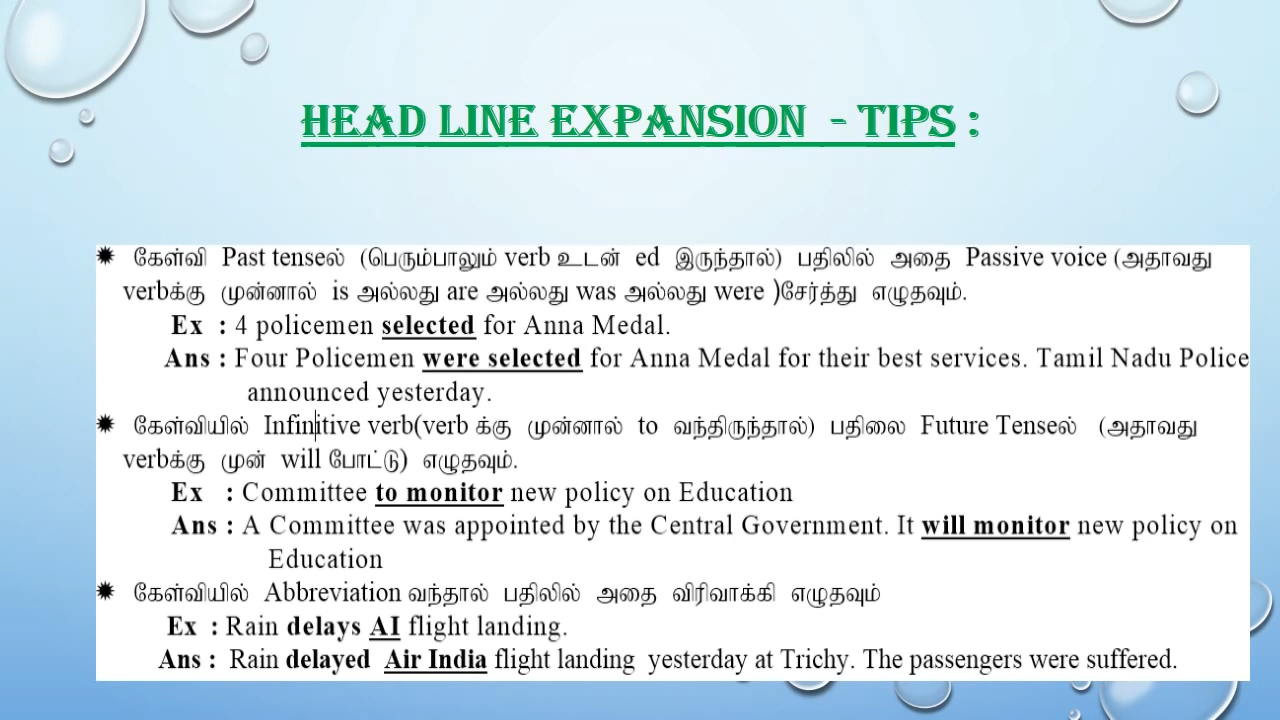 HEAD LINE EXPANSION - TIPS :
✹ கேள்வி Past tenseல் (பெரும்பாலும் verb உடன் ed இருந்தால்) பதிலில் அதை Passive voice (அதாவது
verbக்கு முன்னால் is அல்லது are அல்லது was அல்லது were )சேர்த்து எழுதவும்.
Ex : 4 policemen selected for Anna Medal.
Ans : Four Policemen were selected for Anna Medal for their best services. Tamil Nadu Police
announced yesterday.
✹ கேள்வியில் Infinitive verb(verb க்கு முன்னால் to வந்திருந்தால்) பதிலை Future Tenseல் (அதாவது
verbக்கு முன் will போட்டு) எழுதவும்.
Ex : Committee to monitor new policy on Education
Ans : A Committee was appointed by the Central Government. It will monitor new policy on
Education
✹ கேள்வியில் Abbreviation வந்தால் பதிலில் அதை விரிவாக்கி எழுதவும்
Ex : Rain delays AI flight landing.
Ans : Rain delayed Air India flight landing yesterday at Trichy. The passengers were suffered.